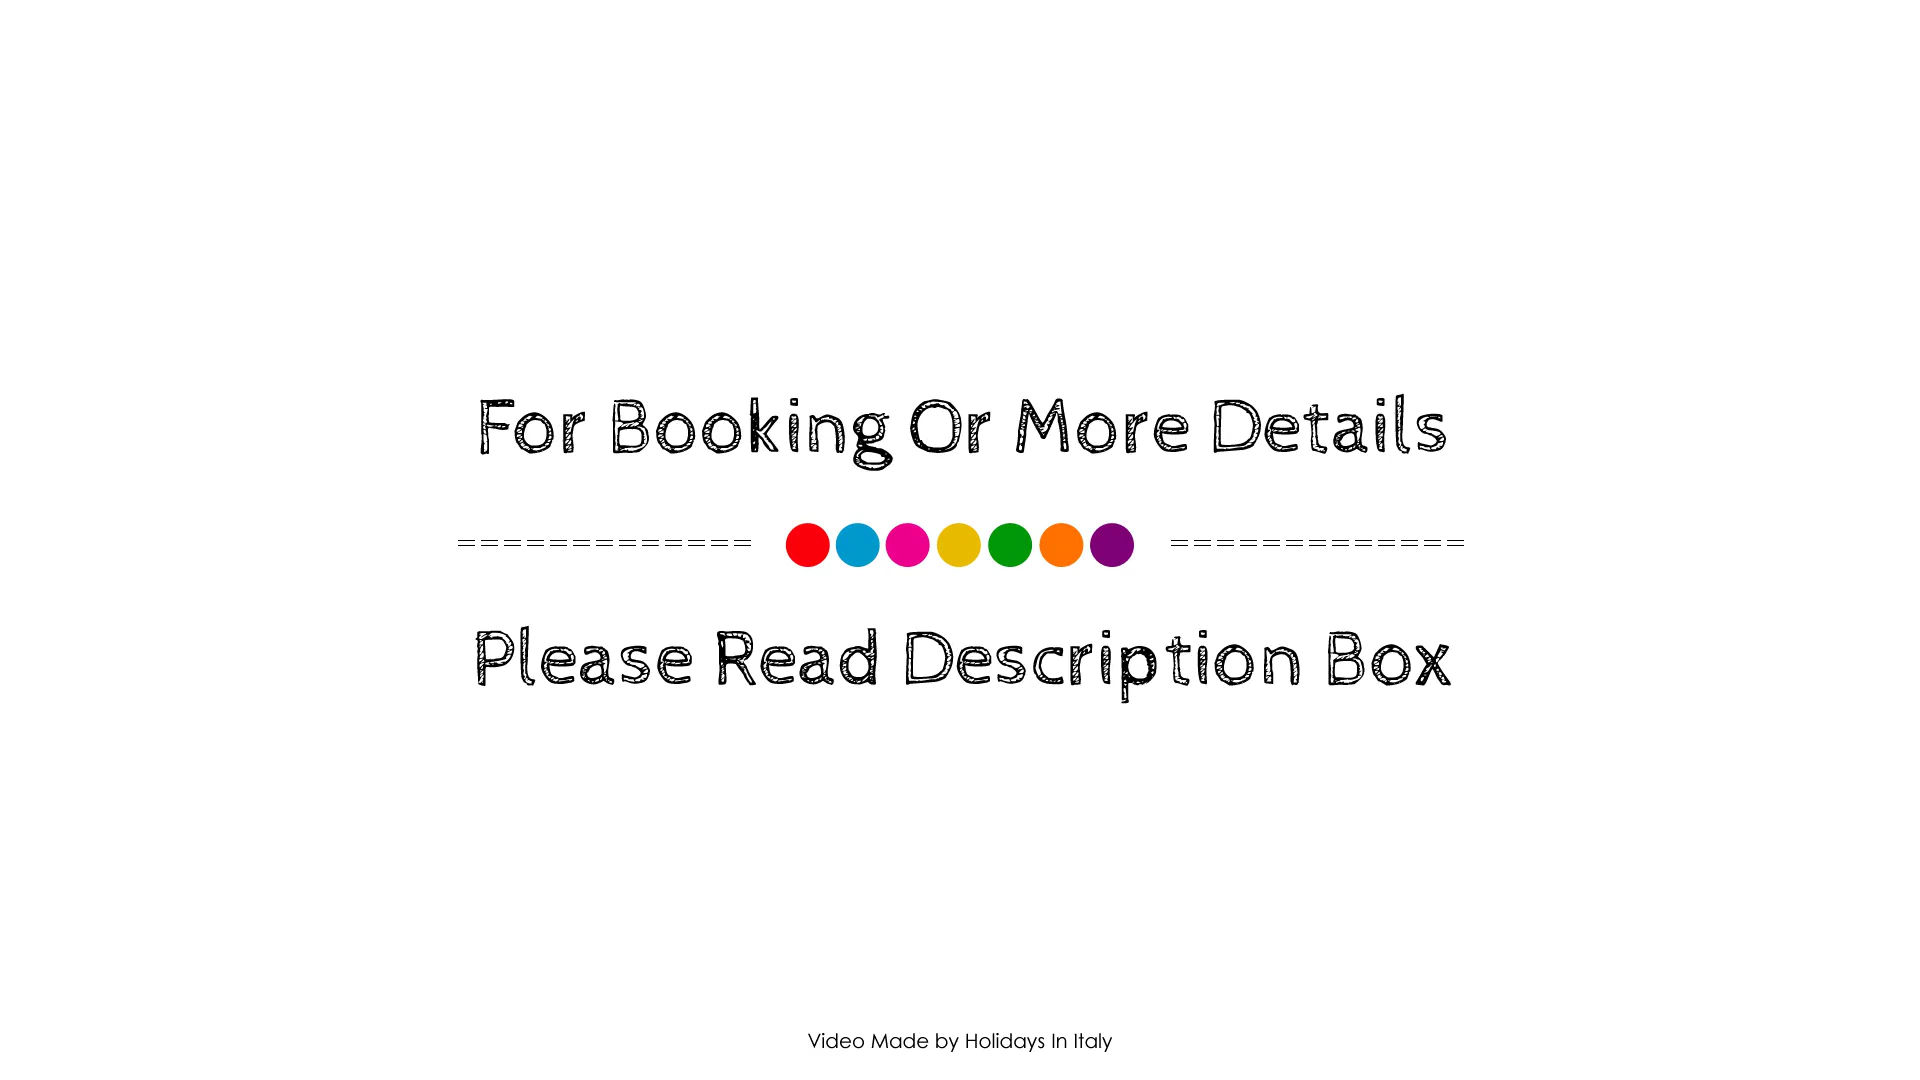 For Booking Or More Details
============= =============
Please Read Description Box
Video Made by Holidays In Italy